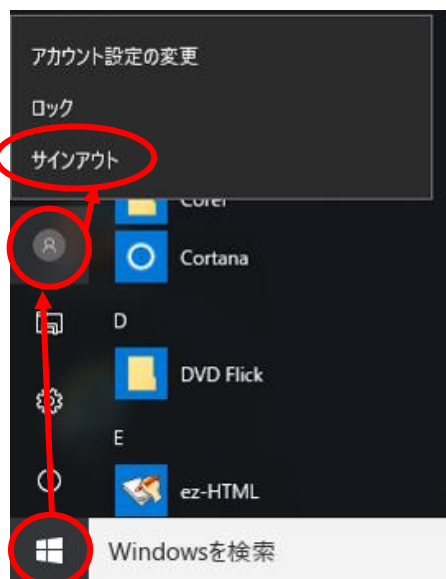 アカウント設定の変更
ロック
サインアウト
Corel
Cortana
D
DVD Flick
E
ez-HTML
Windowsを検索